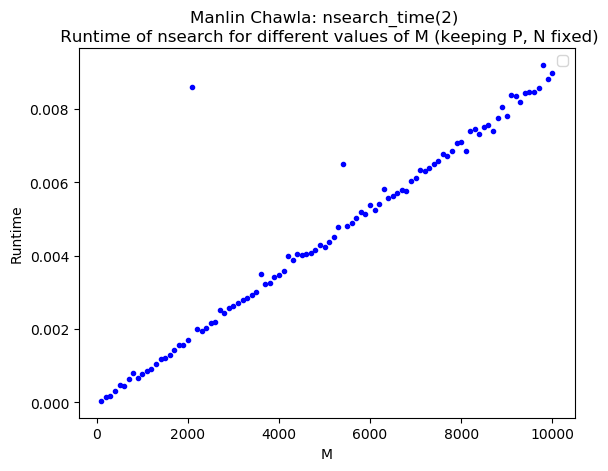 Manlin Chawla: nsearch_time(2)
Runtime of nsearch for different values of M (keeping P, N fixed)
0.008
0.006
0.004
0.002
0.000
Runtime
0 2000 4000 6000 8000 10000
M